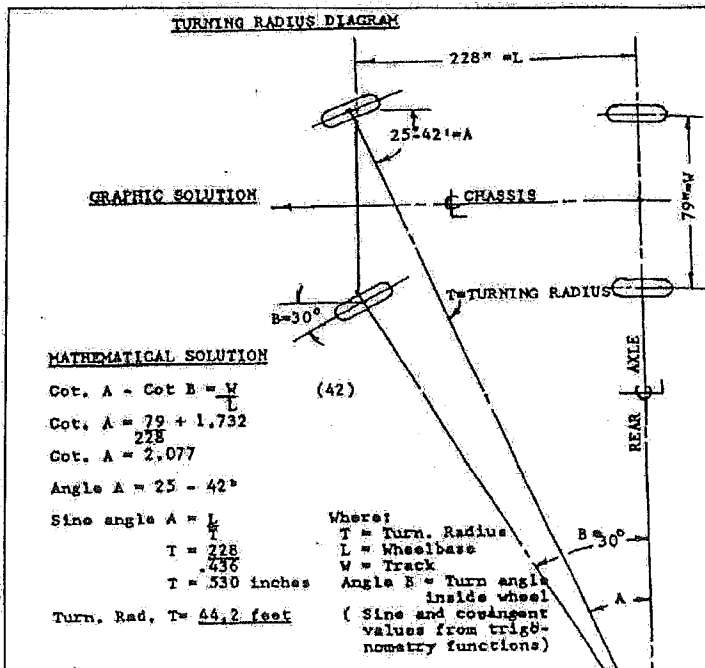 TURNING RADIUS DIAGRAM
228" =L
25-42'=A
GRAPHIC SOLUTION
CHASSIS
79"=W
T=TURNING RADIUS
B=30°
MATHEMATICAL SOLUTION
Cot. A - Cot B = W/L (42)
Cot. A = 79/228 + 1.732
Cot. A = 2.077
Angle A = 25 - 42'
Sine angle A = L/T
T = 228/.436
T = 530 inches
Turn. Rad. T= 44.2 feet
Where:
T = Turn. Radius
L = Wheelbase
W = Track
Angle B = Turn angle
inside wheel
( Sine and cotangent
values from trigo-
nometry functions)
REAR AXLE
B=30°
A